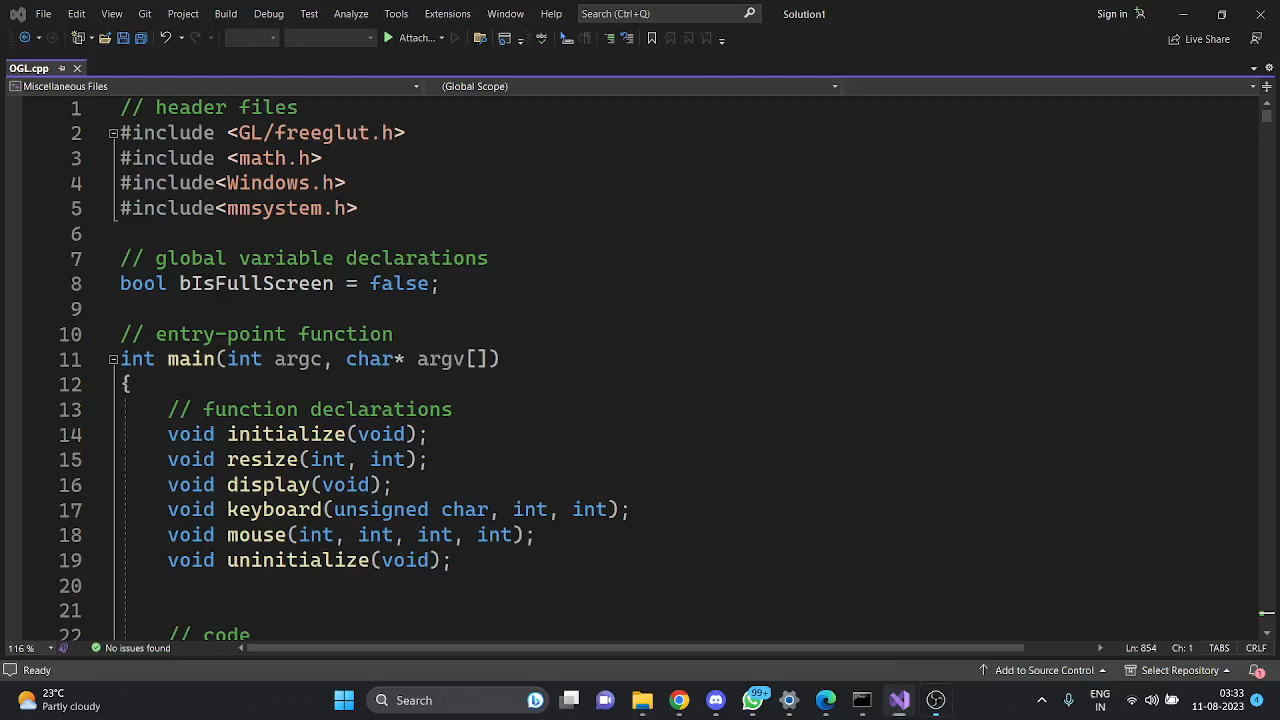 File Edit View Git Project Build Debug Test Analyze Tools Extensions Window Help Search (Ctrl+Q) Solution1 Sign in
Attach... Live Share
OGL.cpp
Miscellaneous Files (Global Scope)
1 // header files
2 #include <GL/freeglut.h>
3 #include <math.h>
4 #include<Windows.h>
5 #include<mmsystem.h>
6
7 // global variable declarations
8 bool bIsFullScreen = false;
9
10 // entry-point function
11 int main(int argc, char* argv[])
12 {
13 // function declarations
14 void initialize(void);
15 void resize(int, int);
16 void display(void);
17 void keyboard(unsigned char, int, int);
18 void mouse(int, int, int, int);
19 void uninitialize(void);
20
21
22 // code
116 % No issues found Ln: 854 Ch: 1 TABS CRLF
Ready Add to Source Control Select Repository 1
23°C
Partly cloudy
Search
99+
ENG
IN
03:33
11-08-2023
4